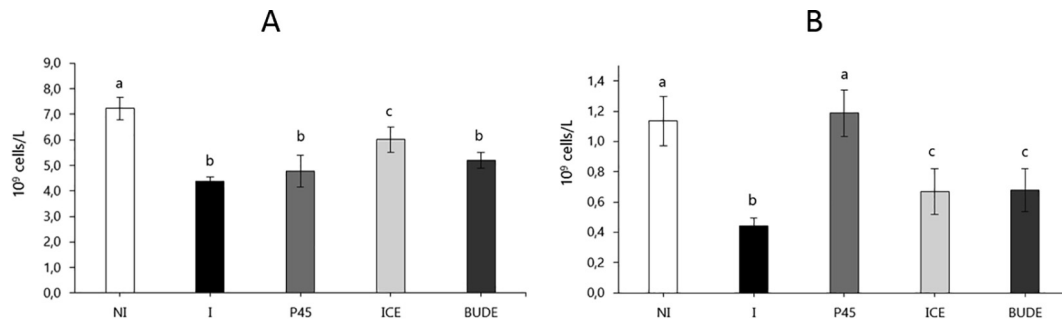 A
10⁹ cells/L
9,0
8,0
7,0
6,0
5,0
4,0
3,0
2,0
1,0
0,0
a
b
b
c
b
NI I P45 ICE BUDE
B
10⁹ cells/L
1,4
1,2
1,0
0,8
0,6
0,4
0,2
0,0
a
b
a
c
c
NI I P45 ICE BUDE